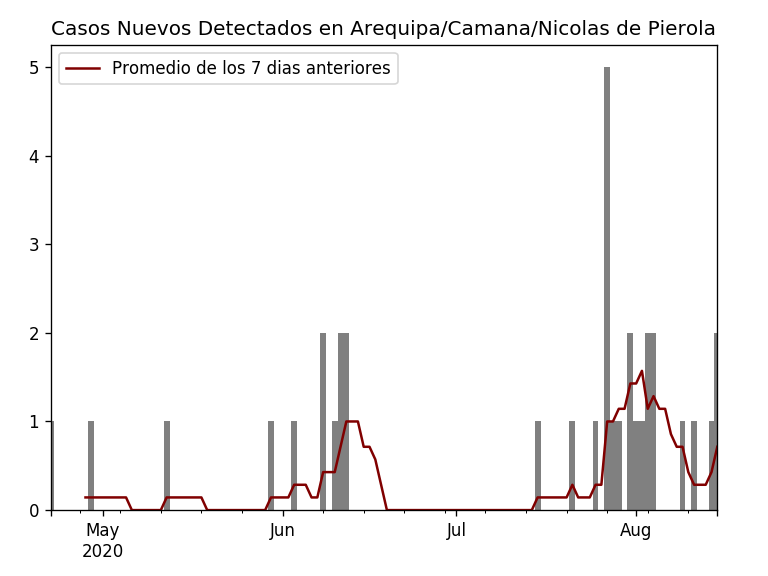 Casos Nuevos Detectados en Arequipa/Camana/Nicolas de Pierola
Promedio de los 7 dias anteriores
5
4
3
2
1
0
May
2020
Jun
Jul
Aug